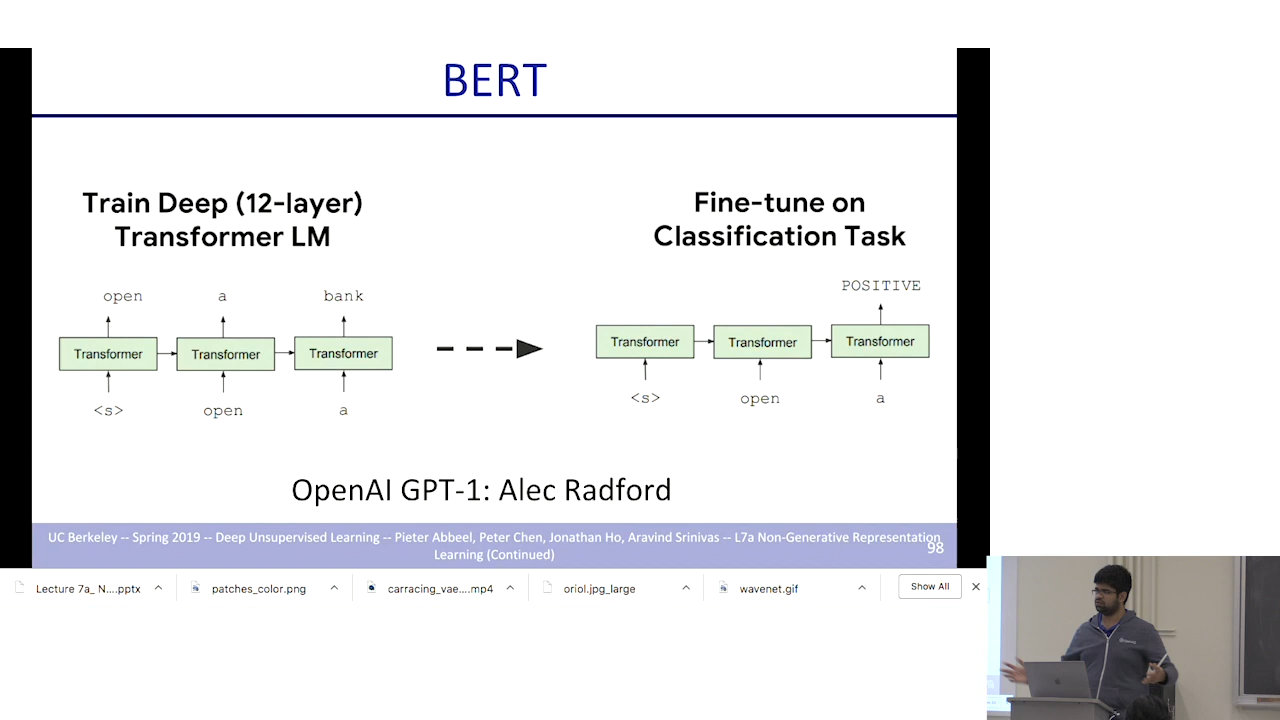 BERT
Train Deep (12-layer)
Transformer LM
Fine-tune on
Classification Task
open a bank
POSITIVE
Transformer Transformer Transformer
Transformer Transformer Transformer
<s> open a
<s> open a
OpenAI GPT-1: Alec Radford
UC Berkeley -- Spring 2019 -- Deep Unsupervised Learning -- Pieter Abbeel, Peter Chen, Jonathan Ho, Aravind Srinivas -- L7a Non-Generative Representation
Learning (Continued)
98
Lecture 7a_ N....pptx
patches_color.png
carracing_vae....mp4
oriol.jpg_large
wavenet.gif
Show All